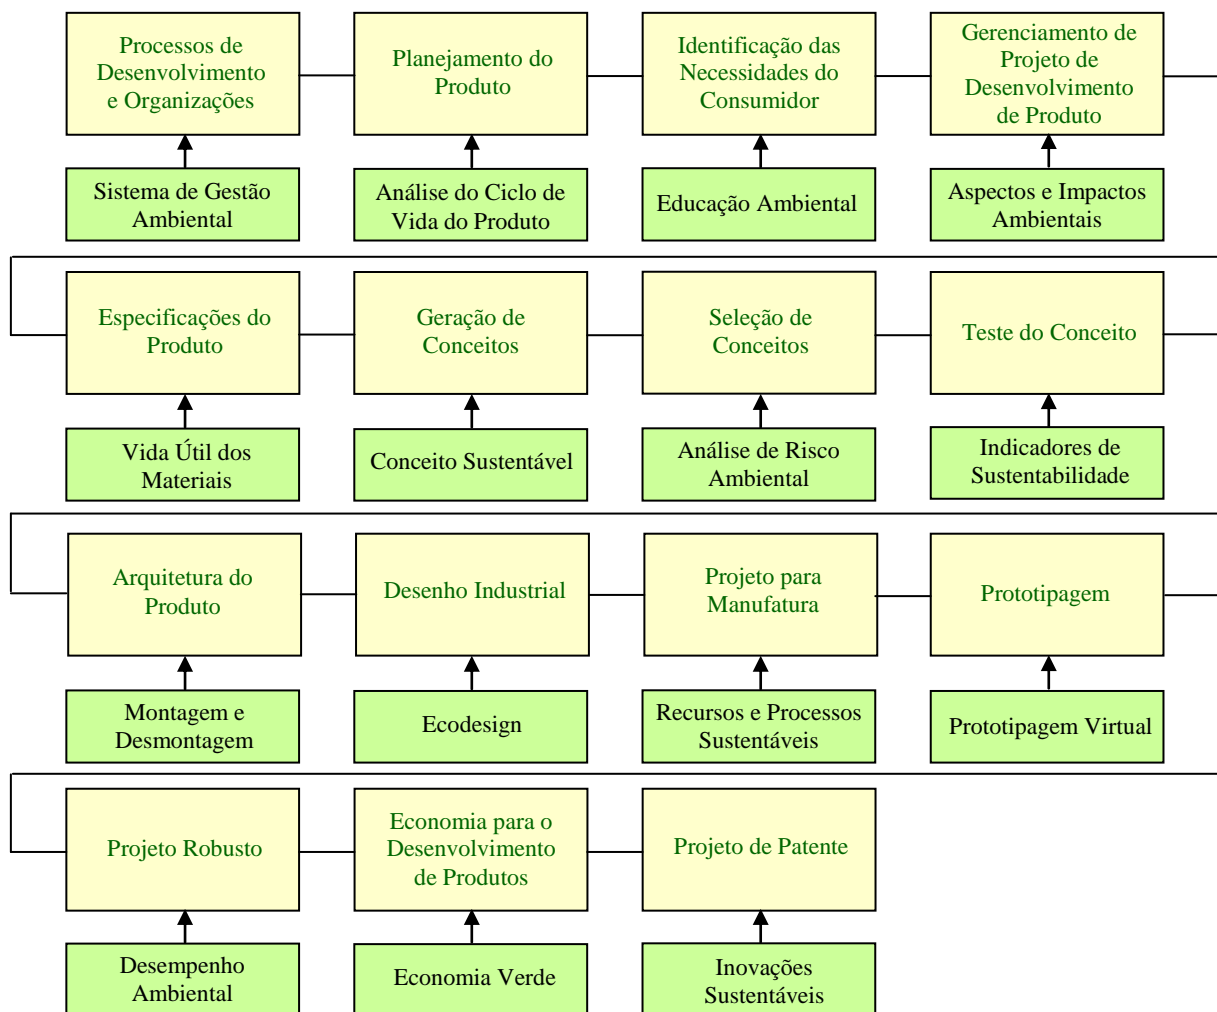 Processos de
Desenvolvimento
e Organizações
Planejamento do
Produto
Identificação das
Necessidades do
Consumidor
Gerenciamento de
Projeto de
Desenvolvimento
de Produto
Sistema de Gestão
Ambiental
Análise do Ciclo de
Vida do Produto
Educação Ambiental
Aspectos e Impactos
Ambientais
Especificações do
Produto
Geração de
Conceitos
Seleção de
Conceitos
Teste do Conceito
Vida Útil dos
Materiais
Conceito Sustentável
Análise de Risco
Ambiental
Indicadores de
Sustentabilidade
Arquitetura do
Produto
Desenho Industrial
Projeto para
Manufatura
Prototipagem
Montagem e
Desmontagem
Ecodesign
Recursos e Processos
Sustentáveis
Prototipagem Virtual
Projeto Robusto
Economia para o
Desenvolvimento
de Produtos
Projeto de Patente
Desempenho
Ambiental
Economia Verde
Inovações
Sustentáveis